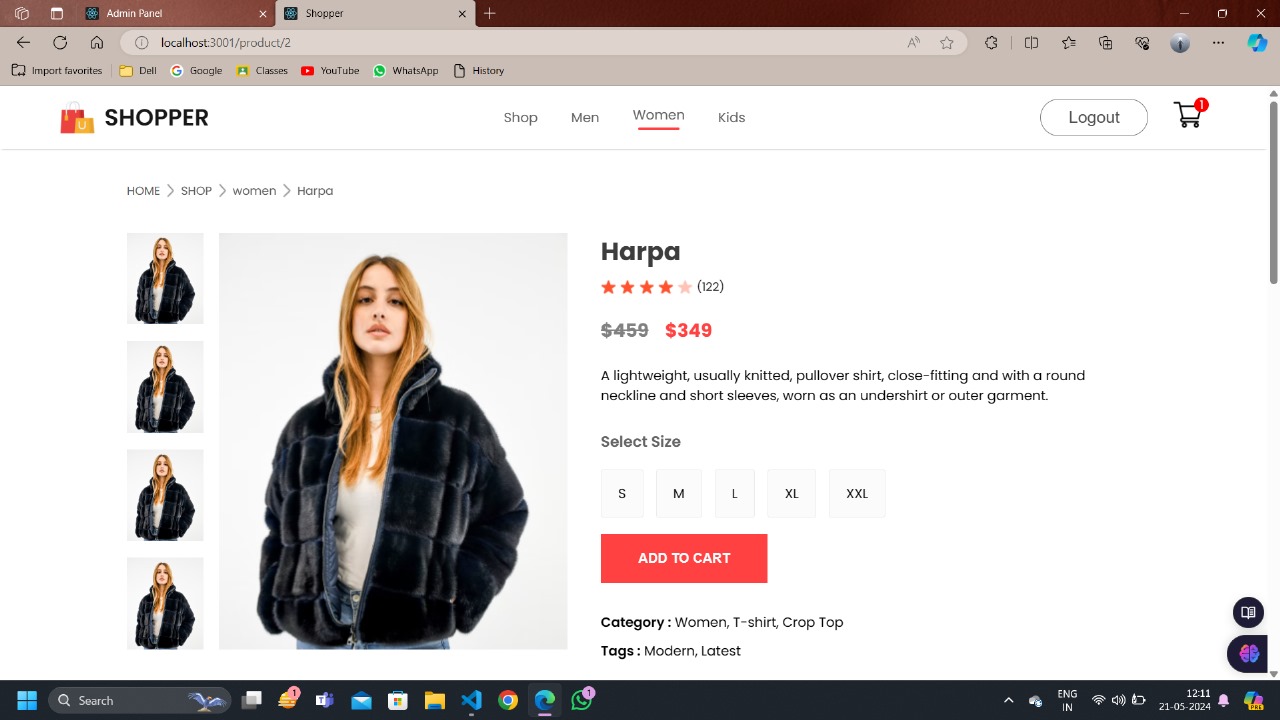 Admin Panel
Shopper
localhost:3001/product/2
Import favorites
Dell
Google
Classes
YouTube
WhatsApp
History
SHOPPER
Shop
Men
Women
Kids
Logout
1
HOME
SHOP
women
Harpa
Harpa
(122)
$459 $349
A lightweight, usually knitted, pullover shirt, close-fitting and with a round
neckline and short sleeves, worn as an undershirt or outer garment.
Select Size
S
M
L
XL
XXL
ADD TO CART
Category : Women, T-shirt, Crop Top
Tags : Modern, Latest
Search
1
1
ENG
IN
12:11
21-05-2024
PRE